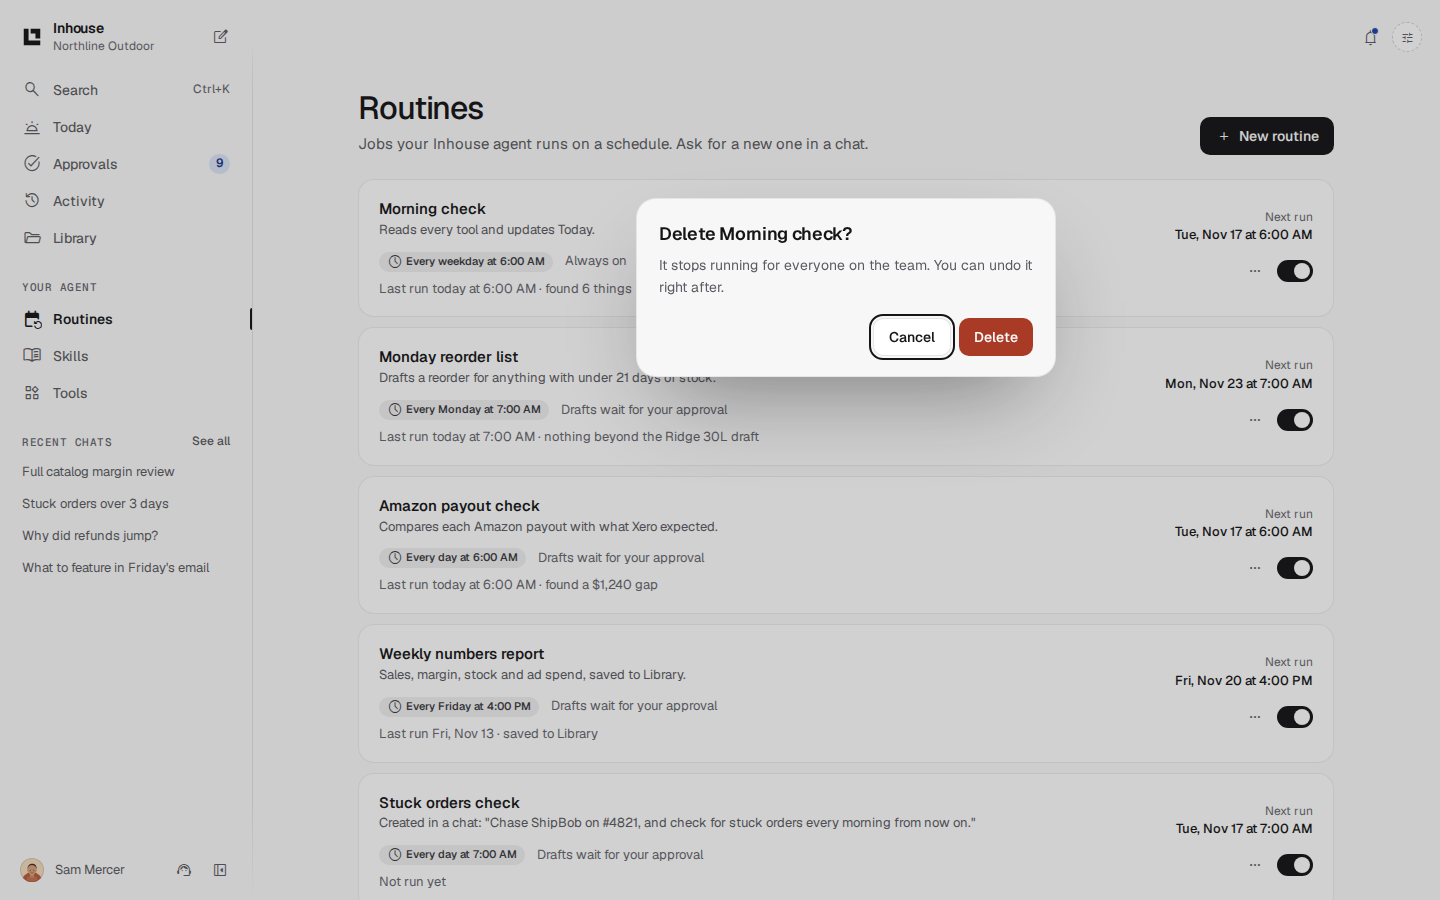 Inhouse
Northline Outdoor
Search
Ctrl+K
Today
Approvals
9
Activity
Library
YOUR AGENT
Routines
Skills
Tools
RECENT CHATS
See all
Full catalog margin review
Stuck orders over 3 days
Why did refunds jump?
What to feature in Friday's email
Sam Mercer
Routines
Jobs your Inhouse agent runs on a schedule. Ask for a new one in a chat.
+ New routine
Morning check
Reads every tool and updates Today.
Every weekday at 6:00 AM
Always on
Last run today at 6:00 AM · found 6 things
Next run
Tue, Nov 17 at 6:00 AM
Delete Morning check?
It stops running for everyone on the team. You can undo it
right after.
Cancel
Delete
Monday reorder list
Drafts a reorder for anything with under 21 days of stock.
Every Monday at 7:00 AM
Drafts wait for your approval
Last run today at 7:00 AM · nothing beyond the Ridge 30L draft
Next run
Mon, Nov 23 at 7:00 AM
Amazon payout check
Compares each Amazon payout with what Xero expected.
Every day at 6:00 AM
Drafts wait for your approval
Last run today at 6:00 AM · found a $1,240 gap
Next run
Tue, Nov 17 at 6:00 AM
Weekly numbers report
Sales, margin, stock and ad spend, saved to Library.
Every Friday at 4:00 PM
Drafts wait for your approval
Last run Fri, Nov 13 · saved to Library
Next run
Fri, Nov 20 at 4:00 PM
Stuck orders check
Created in a chat: "Chase ShipBob on #4821, and check for stuck orders every morning from now on."
Every day at 7:00 AM
Drafts wait for your approval
Not run yet
Next run
Tue, Nov 17 at 7:00 AM